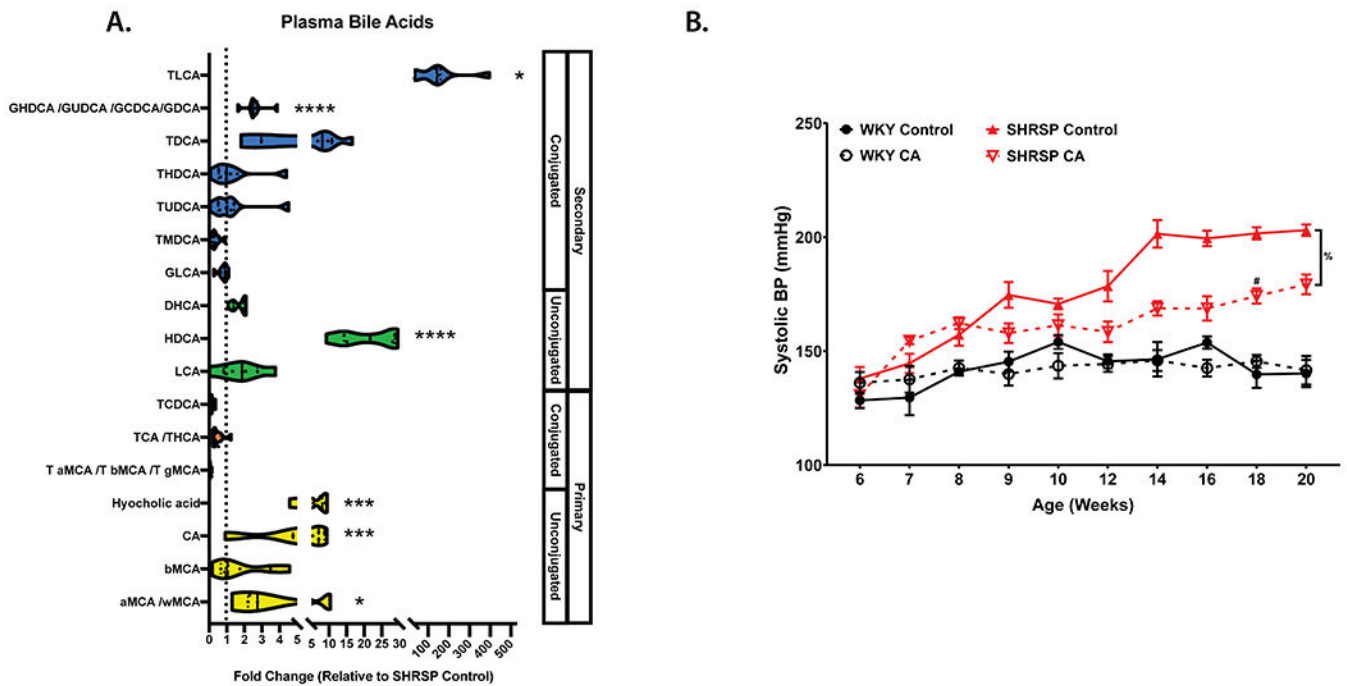 A.
Plasma Bile Acids
TLCA
*
GHDCA /GUDCA /GCDCA/GDCA
****
TDCA
THDCA
TUDCA
TMDCA
GLCA
DHCA
HDCA
****
LCA
TCDCA
TCA /THCA
T aMCA /T bMCA /T gMCA
Hyocholic acid
***
CA
***
bMCA
aMCA /wMCA
*
Conjugated
Unconjugated
Conjugated
Unconjugated
Secondary
Primary
0 1 2 3 4 5 5 10 15 20 25 30 100 200 300 400 500
Fold Change (Relative to SHRSP Control)
B.
WKY Control
SHRSP Control
WKY CA
SHRSP CA
Systolic BP (mmHg)
250
200
150
100
#
%
6 7 8 9 10 12 14 16 18 20
Age (Weeks)